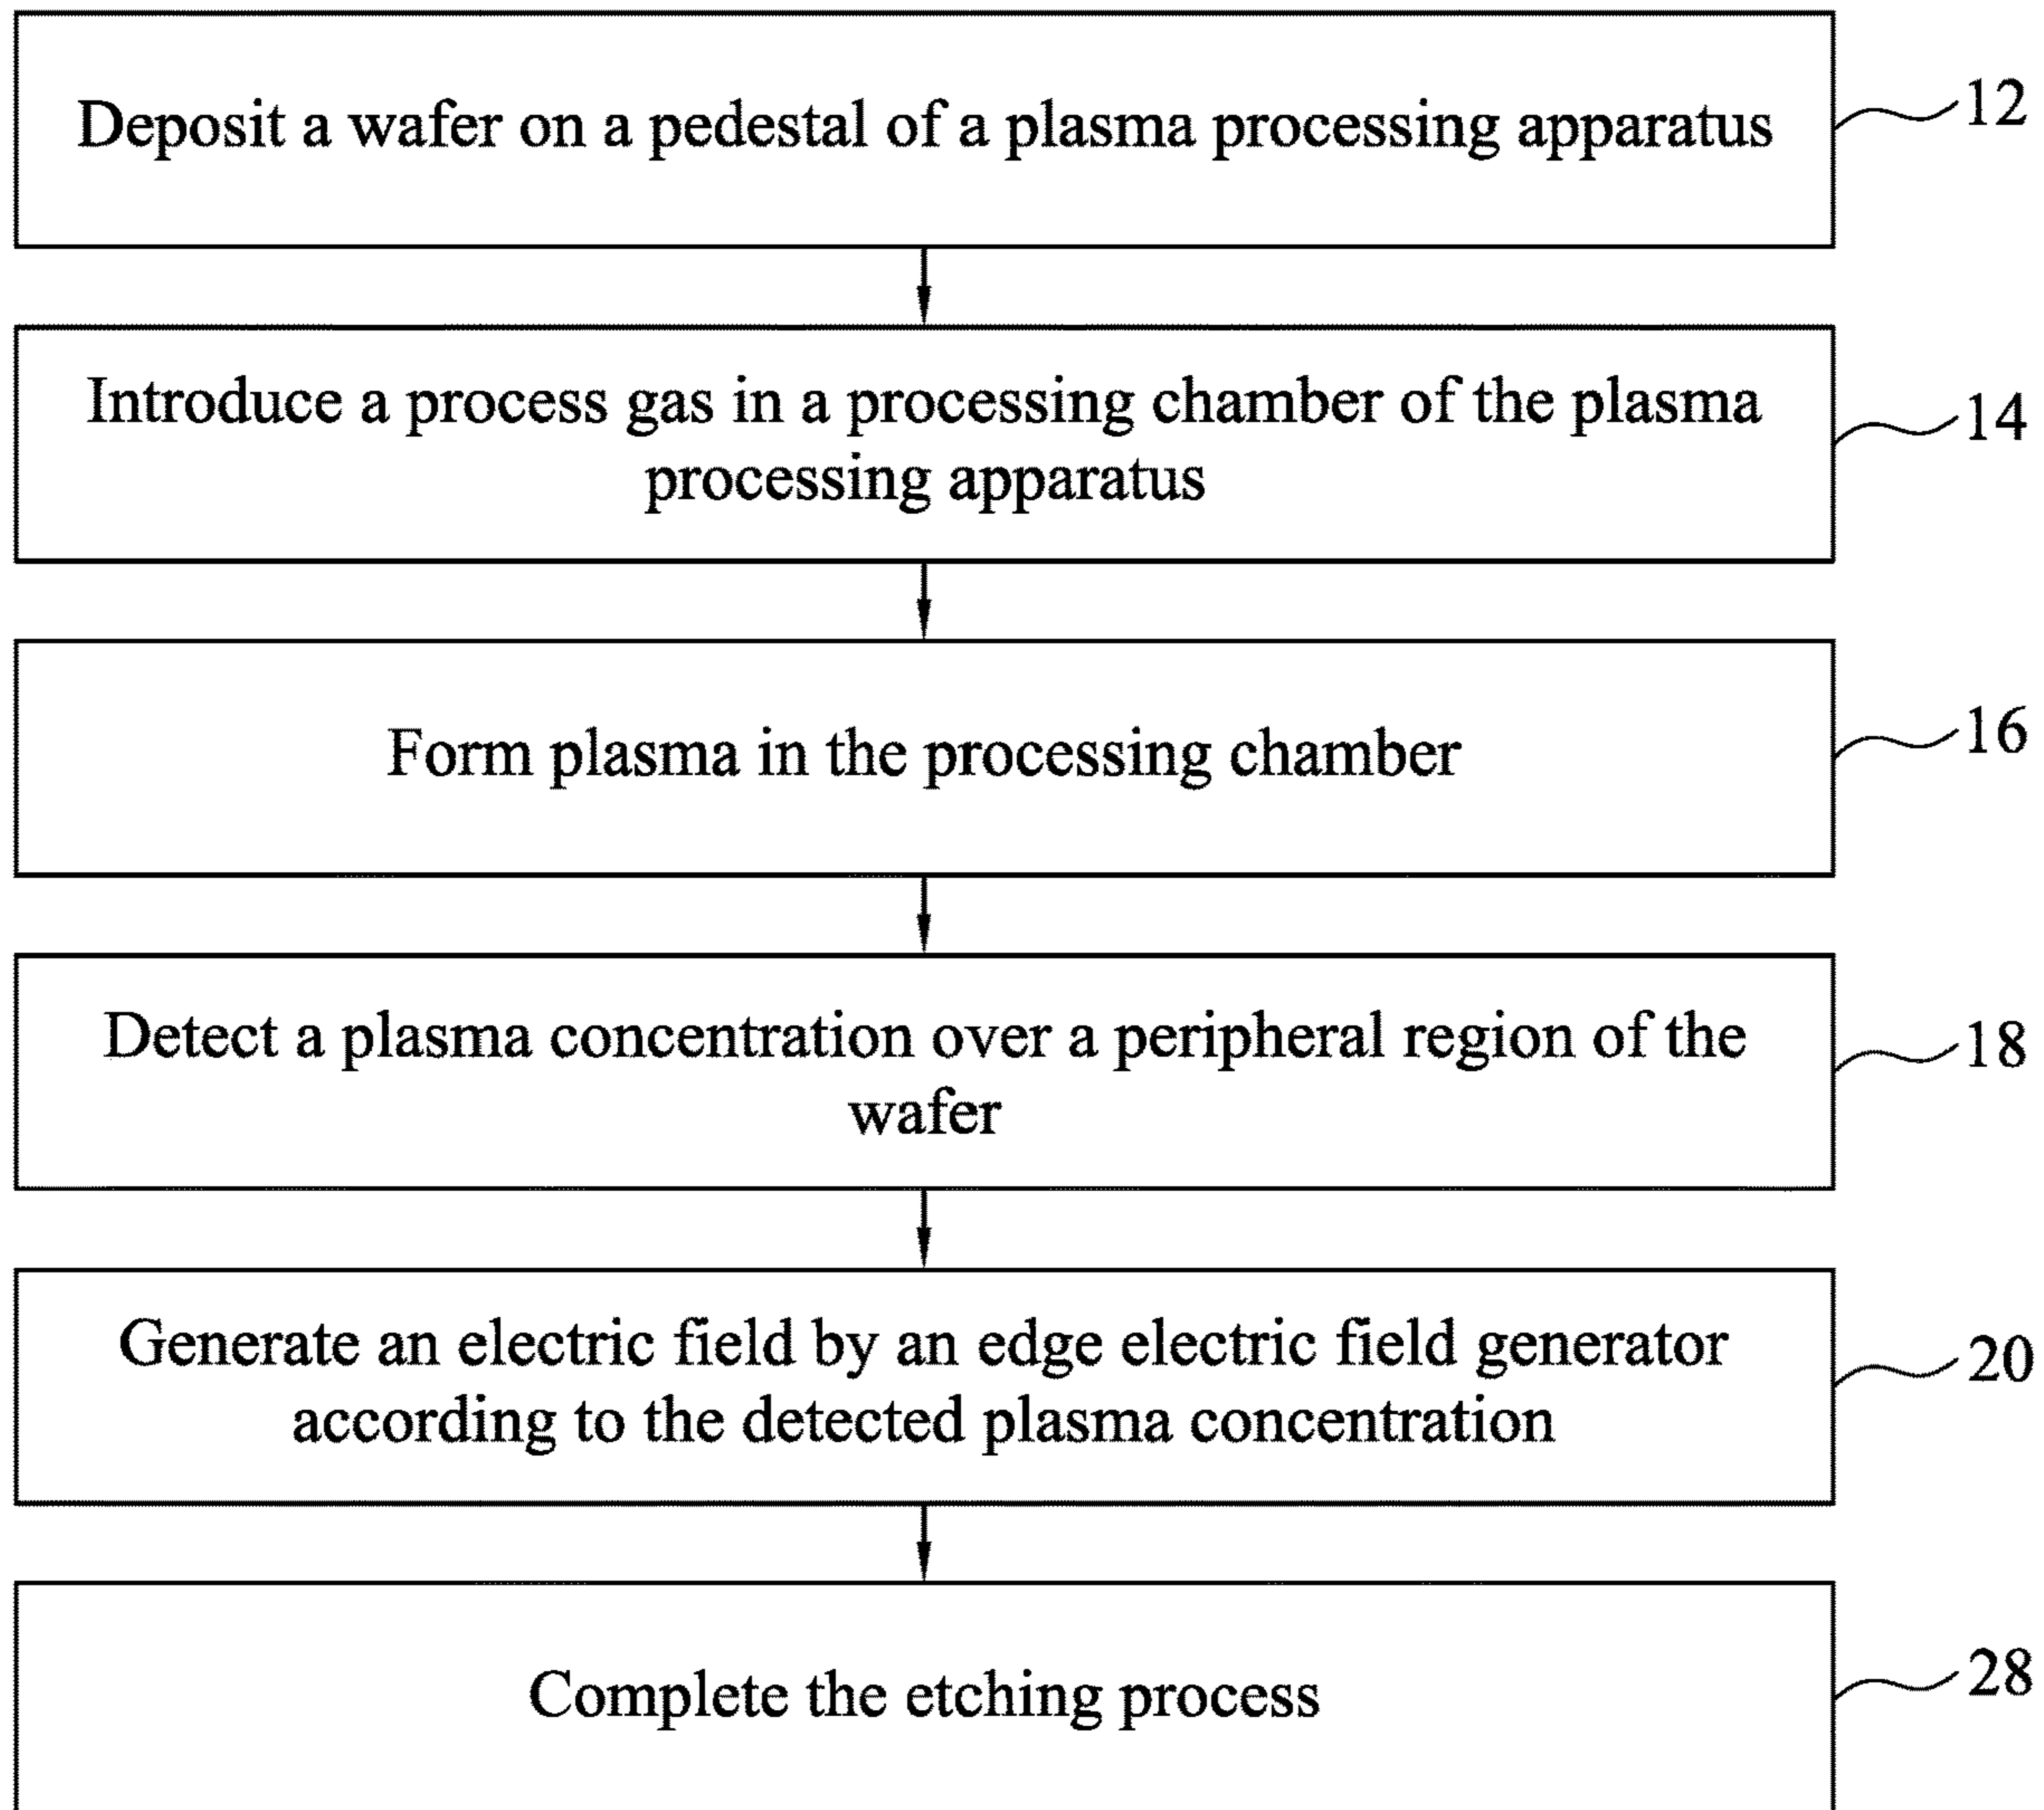 Deposit a wafer on a pedestal of a plasma processing apparatus
12
Introduce a process gas in a processing chamber of the plasma
processing apparatus
14
Form plasma in the processing chamber
16
Detect a plasma concentration over a peripheral region of the
wafer
18
Generate an electric field by an edge electric field generator
according to the detected plasma concentration
20
Complete the etching process
28